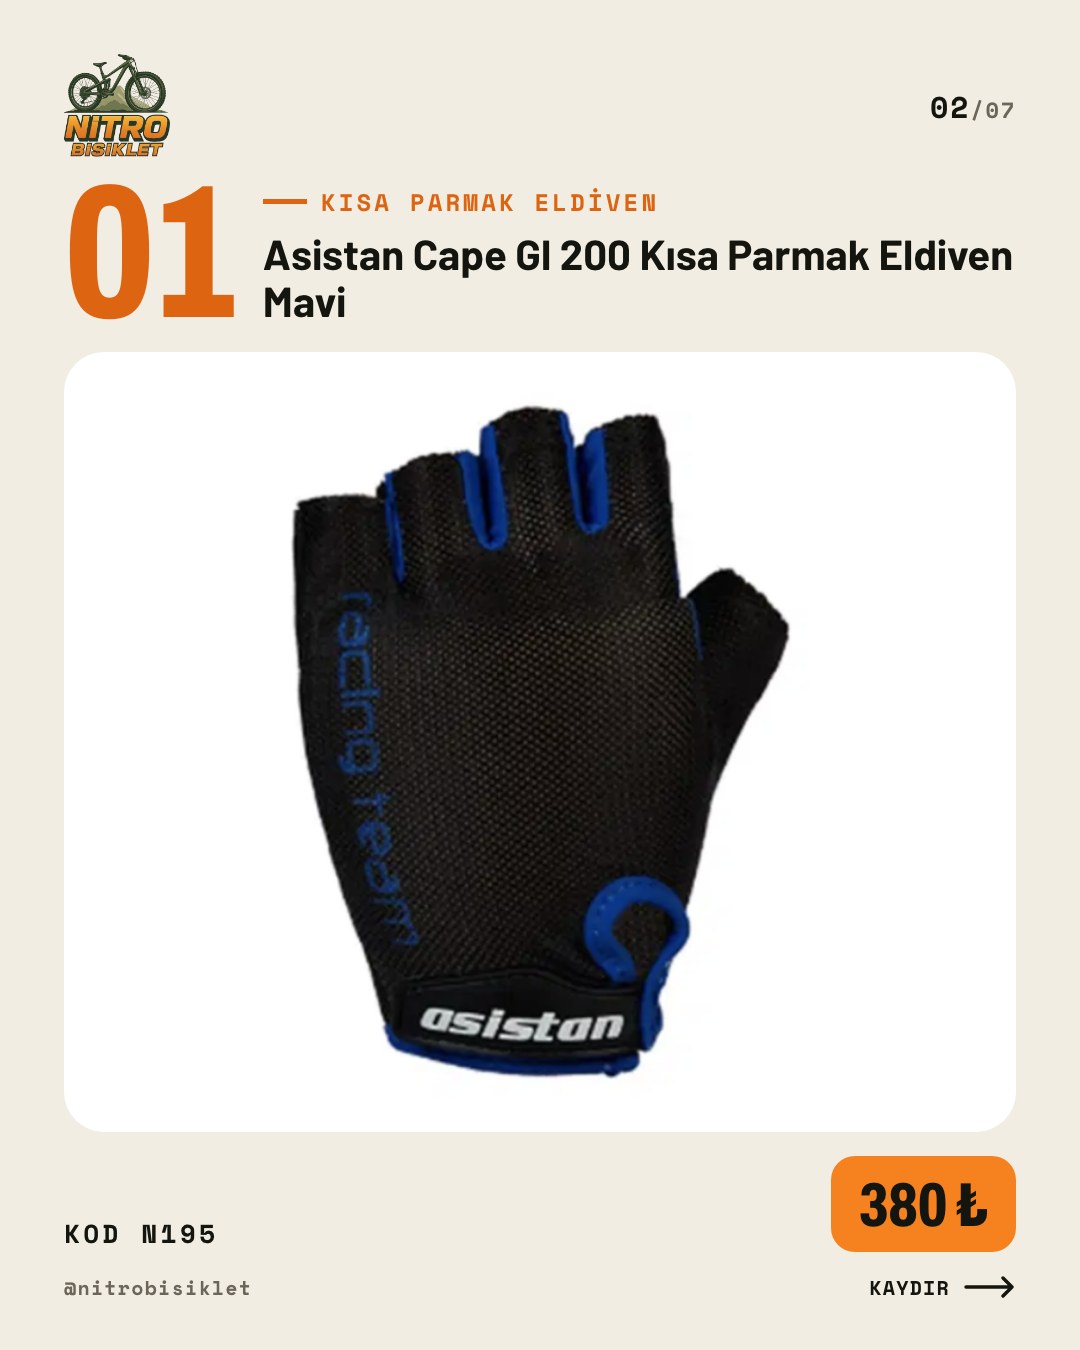 NiTRO
BISIKLET
02/07
01
KISA PARMAK ELDİVEN
Asistan Cape Gl 200 Kısa Parmak Eldiven
Mavi
racing team
asistan
380 ₺
KOD N195
@nitrobisiklet
KAYDIR